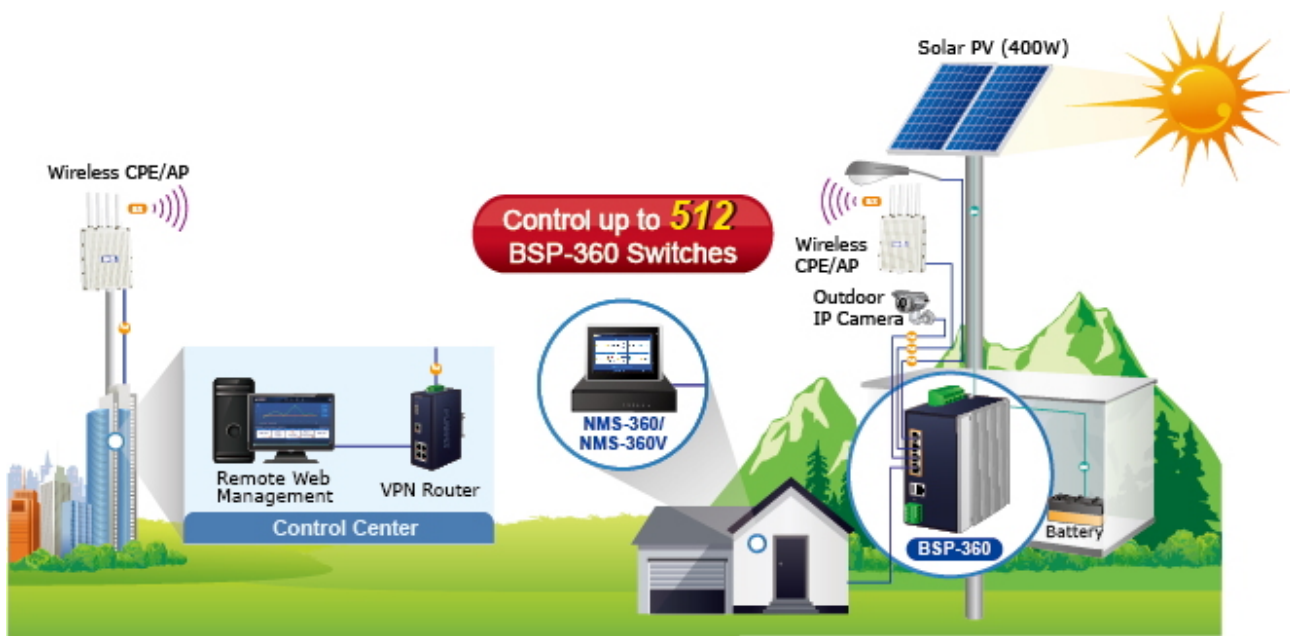 Solar PV (400W)
Wireless CPE/AP
Control up to 512
BSP-360 Switches
Wireless
CPE/AP
Outdoor
IP Camera
NMS-360/
NMS-360V
Remote Web
Management
VPN Router
PLANET
Control Center
BSP-360
Battery